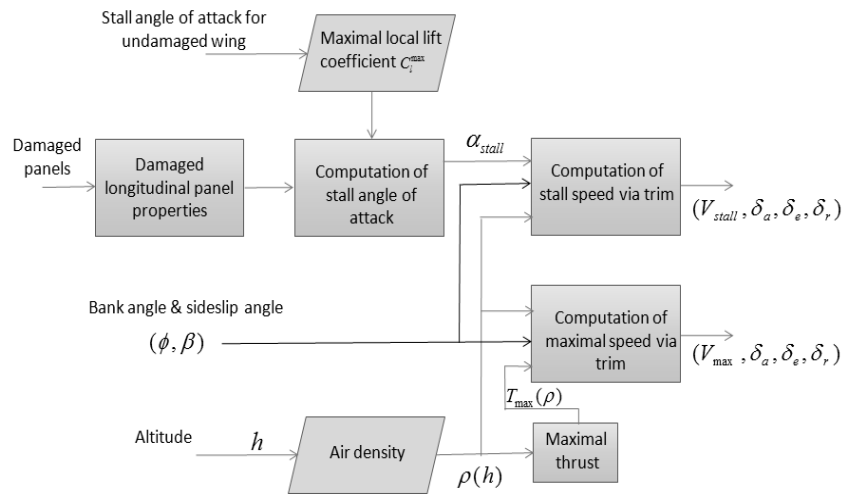 Stall angle of attack for
undamaged wing
Maximal local lift
coefficient C_l^max
Damaged
panels
Damaged
longitudinal panel
properties
Computation of
stall angle of
attack
α_stall
Computation of
stall speed via trim
(V_stall, δ_a, δ_e, δ_r)
Bank angle & sideslip angle
(ϕ, β)
Computation of
maximal speed via
trim
(V_max, δ_a, δ_e, δ_r)
T_max(ρ)
Altitude
h
Air density
ρ(h)
Maximal
thrust